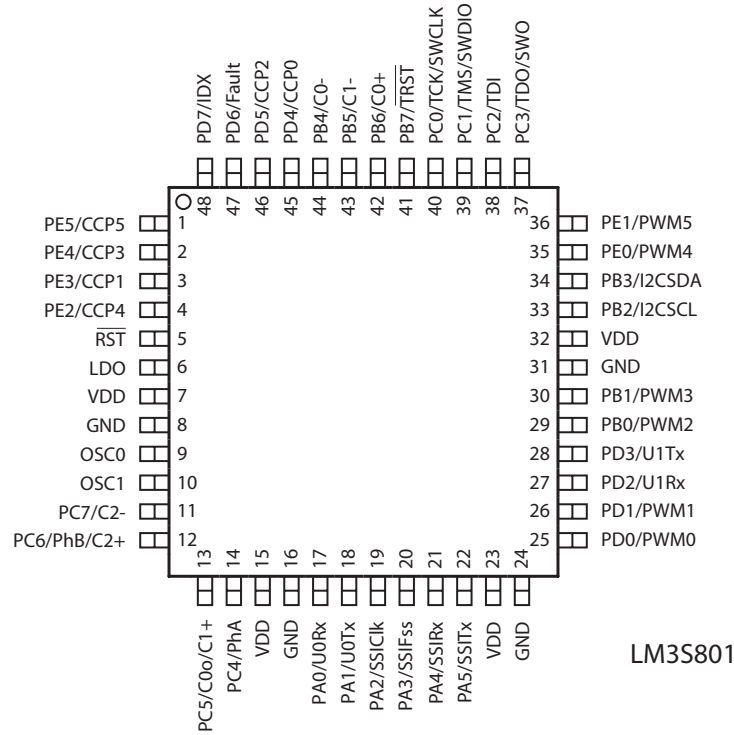 PD7/IDX
PD6/Fault
PD5/CCP2
PD4/CCP0
PB4/C0-
PB5/C1-
PB6/C0+
PB7/TRST
PC0/TCK/SWCLK
PC1/TMS/SWDIO
PC2/TDI
PC3/TDO/SWO
48
47
46
45
44
43
42
41
40
39
38
37
PE5/CCP5 1
PE4/CCP3 2
PE3/CCP1 3
PE2/CCP4 4
RST 5
LDO 6
VDD 7
GND 8
OSC0 9
OSC1 10
PC7/C2- 11
PC6/PhB/C2+ 12
36 PE1/PWM5
35 PE0/PWM4
34 PB3/I2CSDA
33 PB2/I2CSCL
32 VDD
31 GND
30 PB1/PWM3
29 PB0/PWM2
28 PD3/U1Tx
27 PD2/U1Rx
26 PD1/PWM1
25 PD0/PWM0
13
14
15
16
17
18
19
20
21
22
23
24
PC5/C0o/C1+
PC4/PhA
VDD
GND
PA0/U0Rx
PA1/U0Tx
PA2/SSIClk
PA3/SSIFss
PA4/SSIRx
PA5/SSITx
VDD
GND
LM3S801